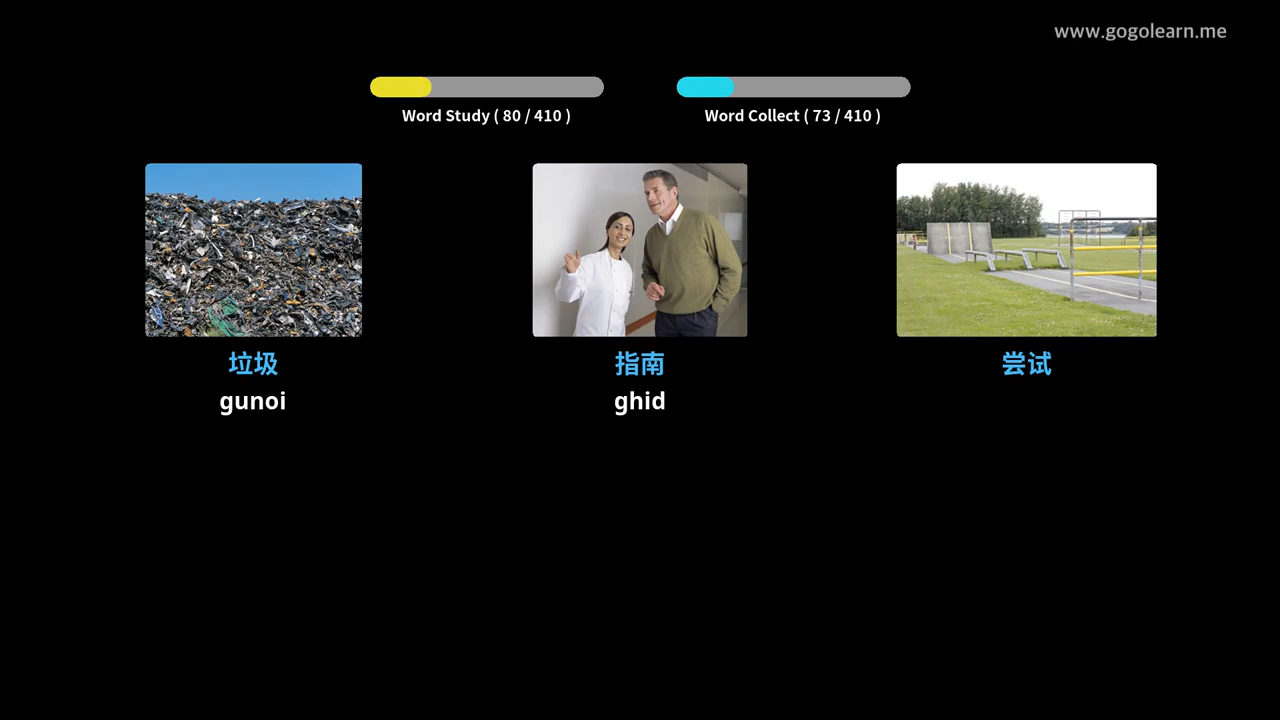 www.gogolearn.me
Word Study ( 80 / 410 )
Word Collect ( 73 / 410 )
垃圾
指南
尝试
gunoi
ghid